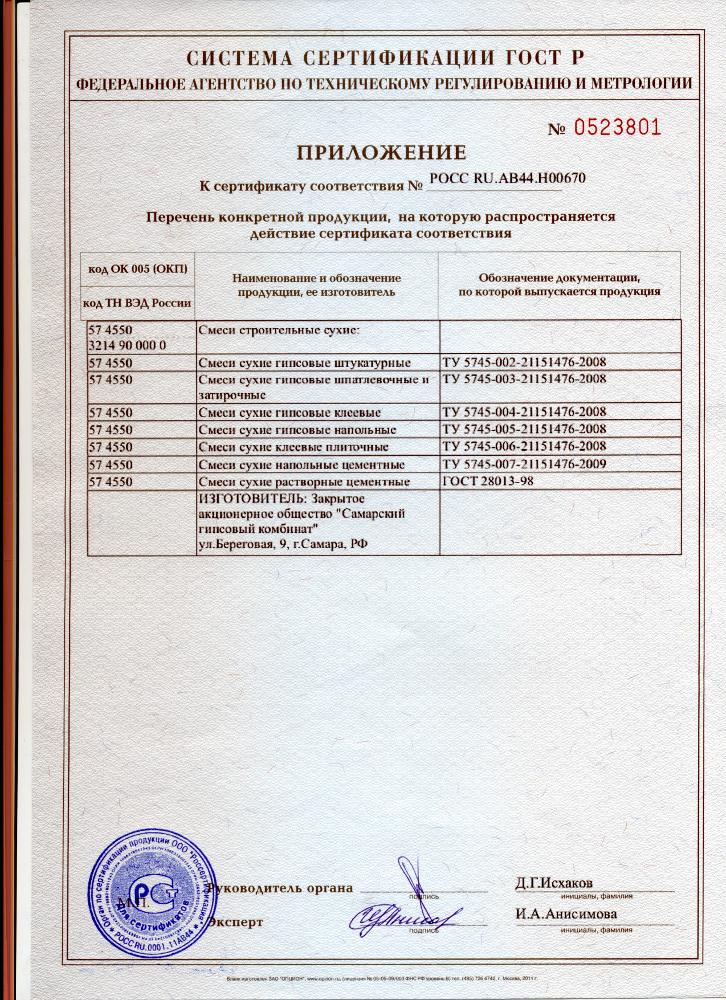 СИСТЕМА СЕРТИФИКАЦИИ ГОСТ Р
ФЕДЕРАЛЬНОЕ АГЕНТСТВО ПО ТЕХНИЧЕСКОМУ РЕГУЛИРОВАНИЮ И МЕТРОЛОГИИ
№ 0523801
ПРИЛОЖЕНИЕ
К сертификату соответствия № РОСС RU.АВ44.Н00670
Перечень конкретной продукции, на которую распространяется
действие сертификата соответствия
код ОК 005 (ОКП)
код ТН ВЭД России
Наименование и обозначение
продукции, ее изготовитель
Обозначение документации,
по которой выпускается продукция
57 4550 Смеси строительные сухие:
3214 90 000 0
57 4550 Смеси сухие гипсовые штукатурные ТУ 5745-002-21151476-2008
57 4550 Смеси сухие гипсовые шпатлевочные и ТУ 5745-003-21151476-2008
затирочные
57 4550 Смеси сухие гипсовые клеевые ТУ 5745-004-21151476-2008
57 4550 Смеси сухие гипсовые напольные ТУ 5745-005-21151476-2008
57 4550 Смеси сухие клеевые плиточные ТУ 5745-006-21151476-2008
57 4550 Смеси сухие напольные цементные ТУ 5745-007-21151476-2009
57 4550 Смеси сухие растворные цементные ГОСТ 28013-98
ИЗГОТОВИТЕЛЬ: Закрытое
акционерное общество "Самарский
гипсовый комбинат"
ул.Береговая, 9, г.Самара, РФ
Орган по сертификации продукции ООО "Россертификация"
РОСС RU.0001.11АВ44
Для сертификатов
М.П.
Руководитель органа
подпись
Д.Г.Исхаков
инициалы, фамилия
Эксперт
подпись
И.А.Анисимова
инициалы, фамилия